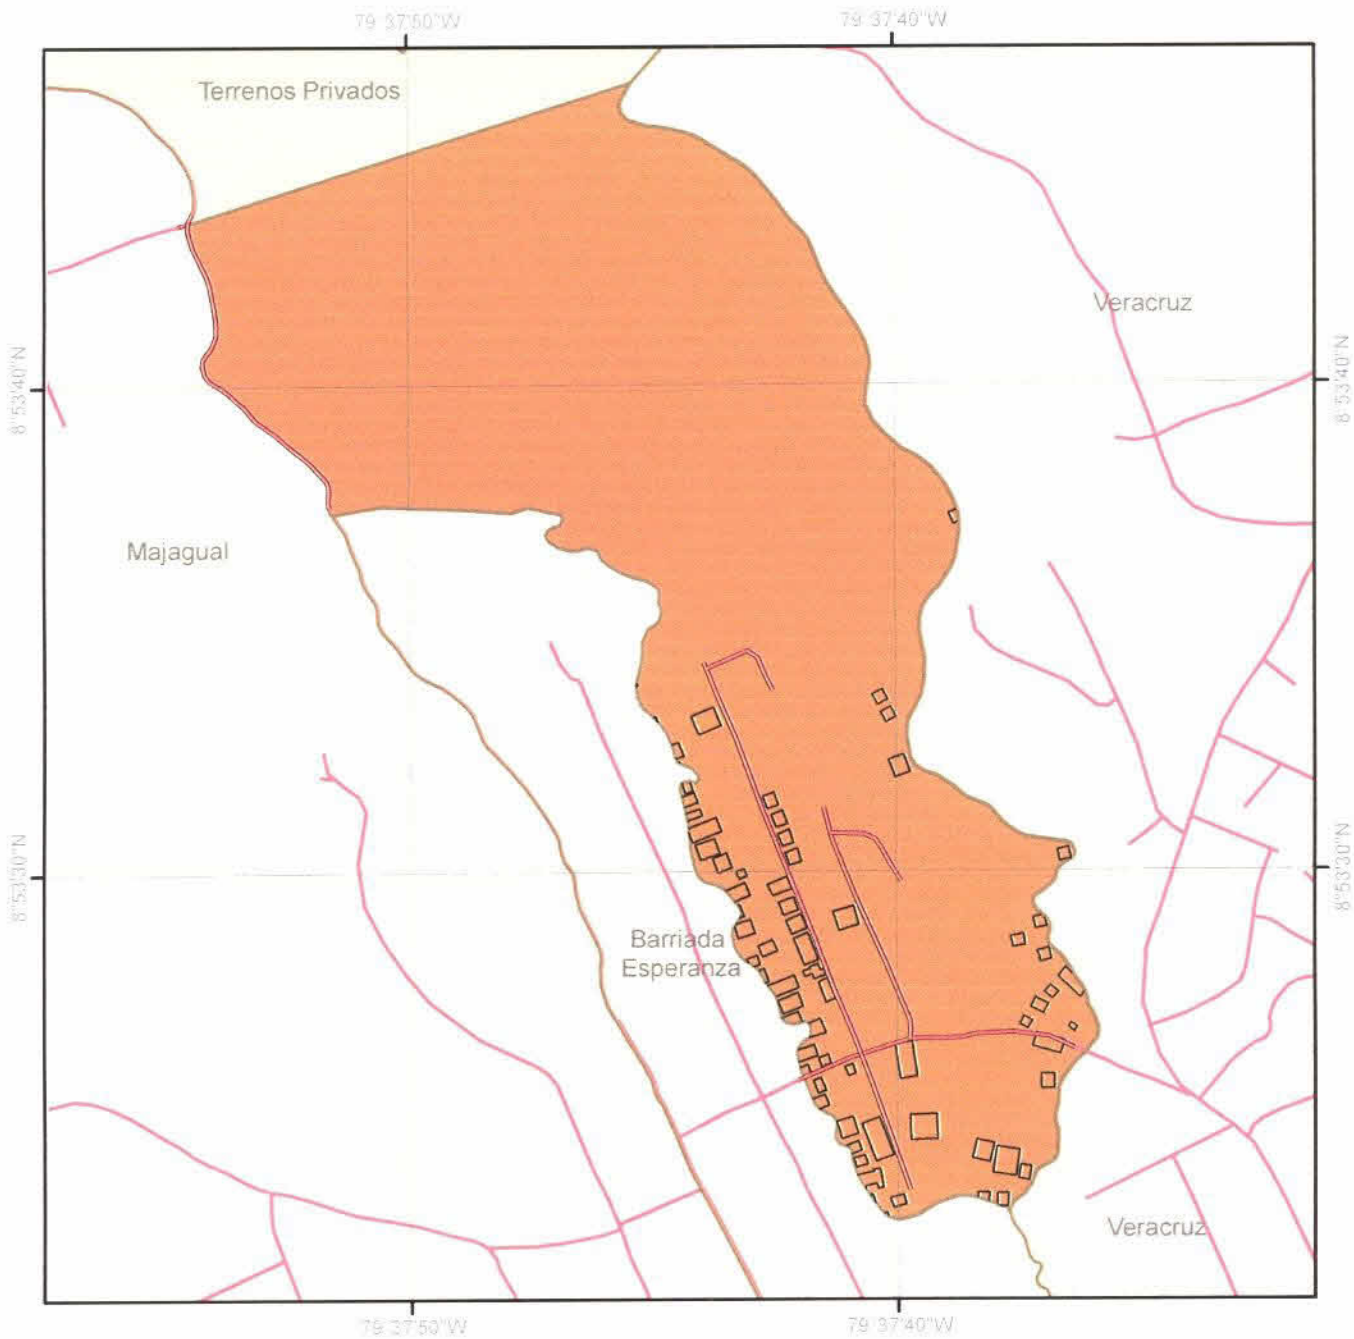 79 37'50"W
79 37'40"W
Terrenos Privados
Veracruz
8°53'40"N
8°53'40"N
Majagual
8°53'30"N
8°53'30"N
Barriada
Esperanza
Veracruz
79 37'50"W
79 37'40"W